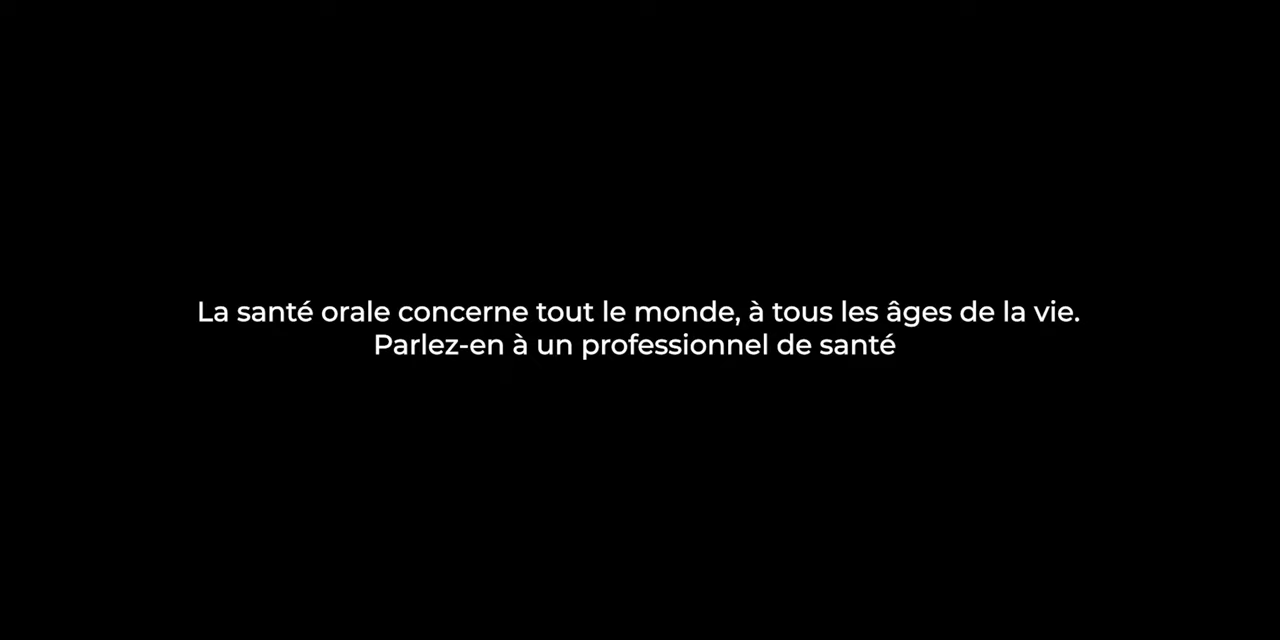 La santé orale concerne tout le monde, à tous les âges de la vie.
Parlez-en à un professionnel de santé